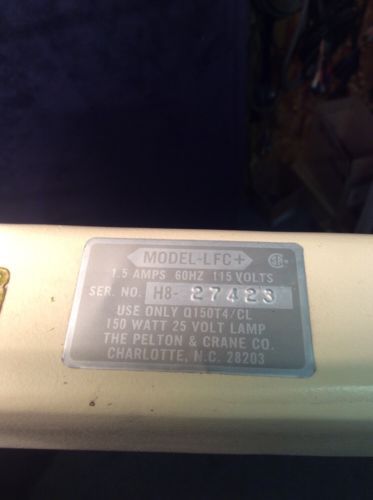 MODEL-LFC+
1.5 AMPS 60HZ 115 VOLTS
SER. NO. H8-27423
USE ONLY Q150T4/CL
150 WATT 25 VOLT LAMP
THE PELTON & CRANE CO.
CHARLOTTE, N.C. 28203